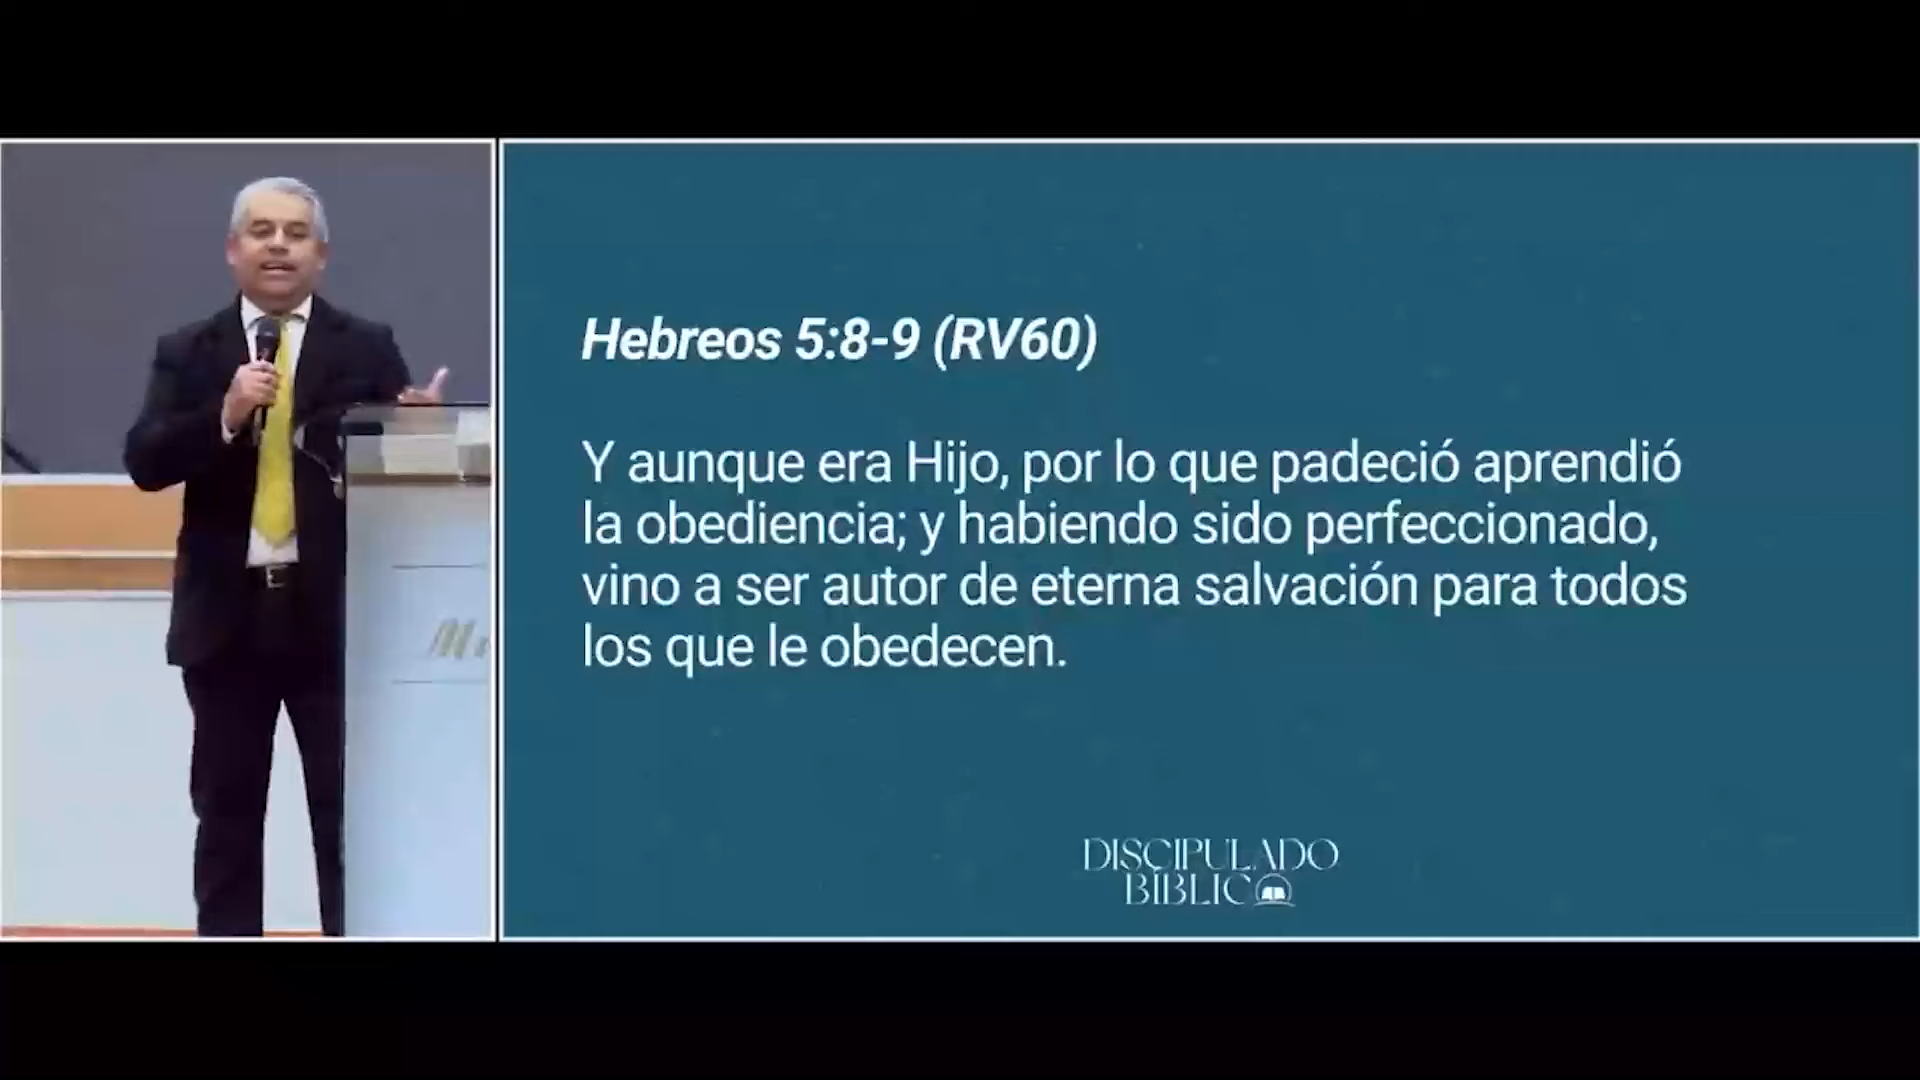 Hebreos 5:8-9 (RV60)
Y aunque era Hijo, por lo que padeció aprendió
la obediencia; y habiendo sido perfeccionado,
vino a ser autor de eterna salvación para todos
los que le obedecen.
DISCIPULADO
BÍBLICO